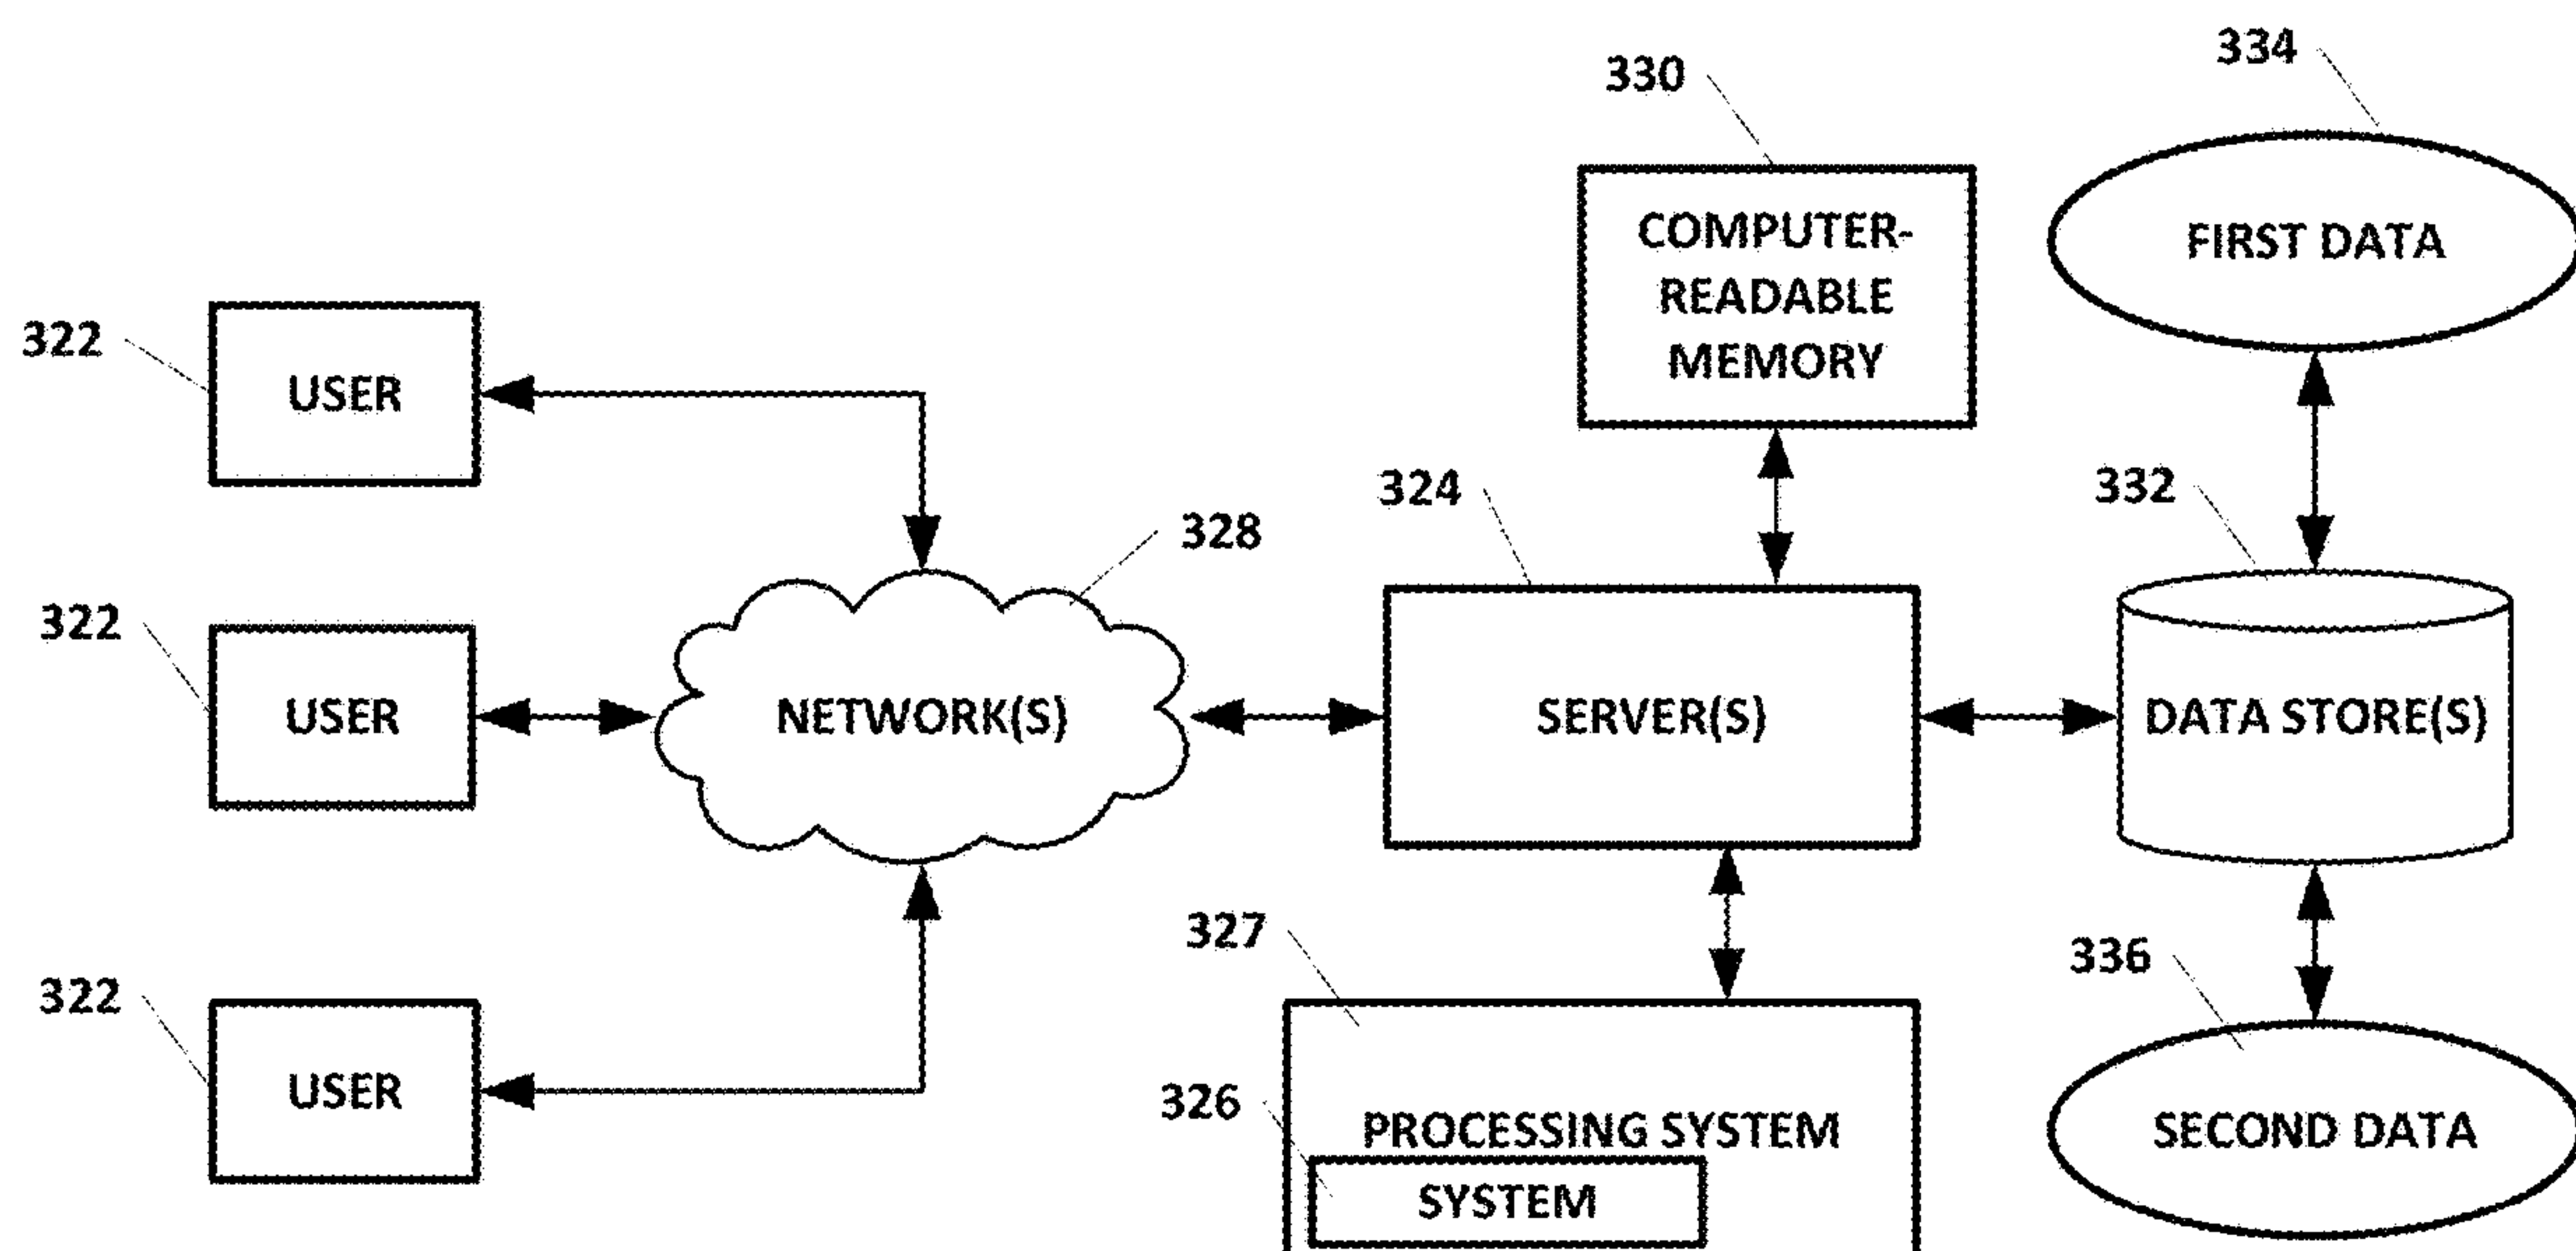 334
330
COMPUTER-
READABLE
MEMORY
FIRST DATA
322
USER
324
332
328
322
USER
NETWORK(S)
SERVER(S)
DATA STORE(S)
327
336
322
USER
326
PROCESSING SYSTEM
SYSTEM
SECOND DATA